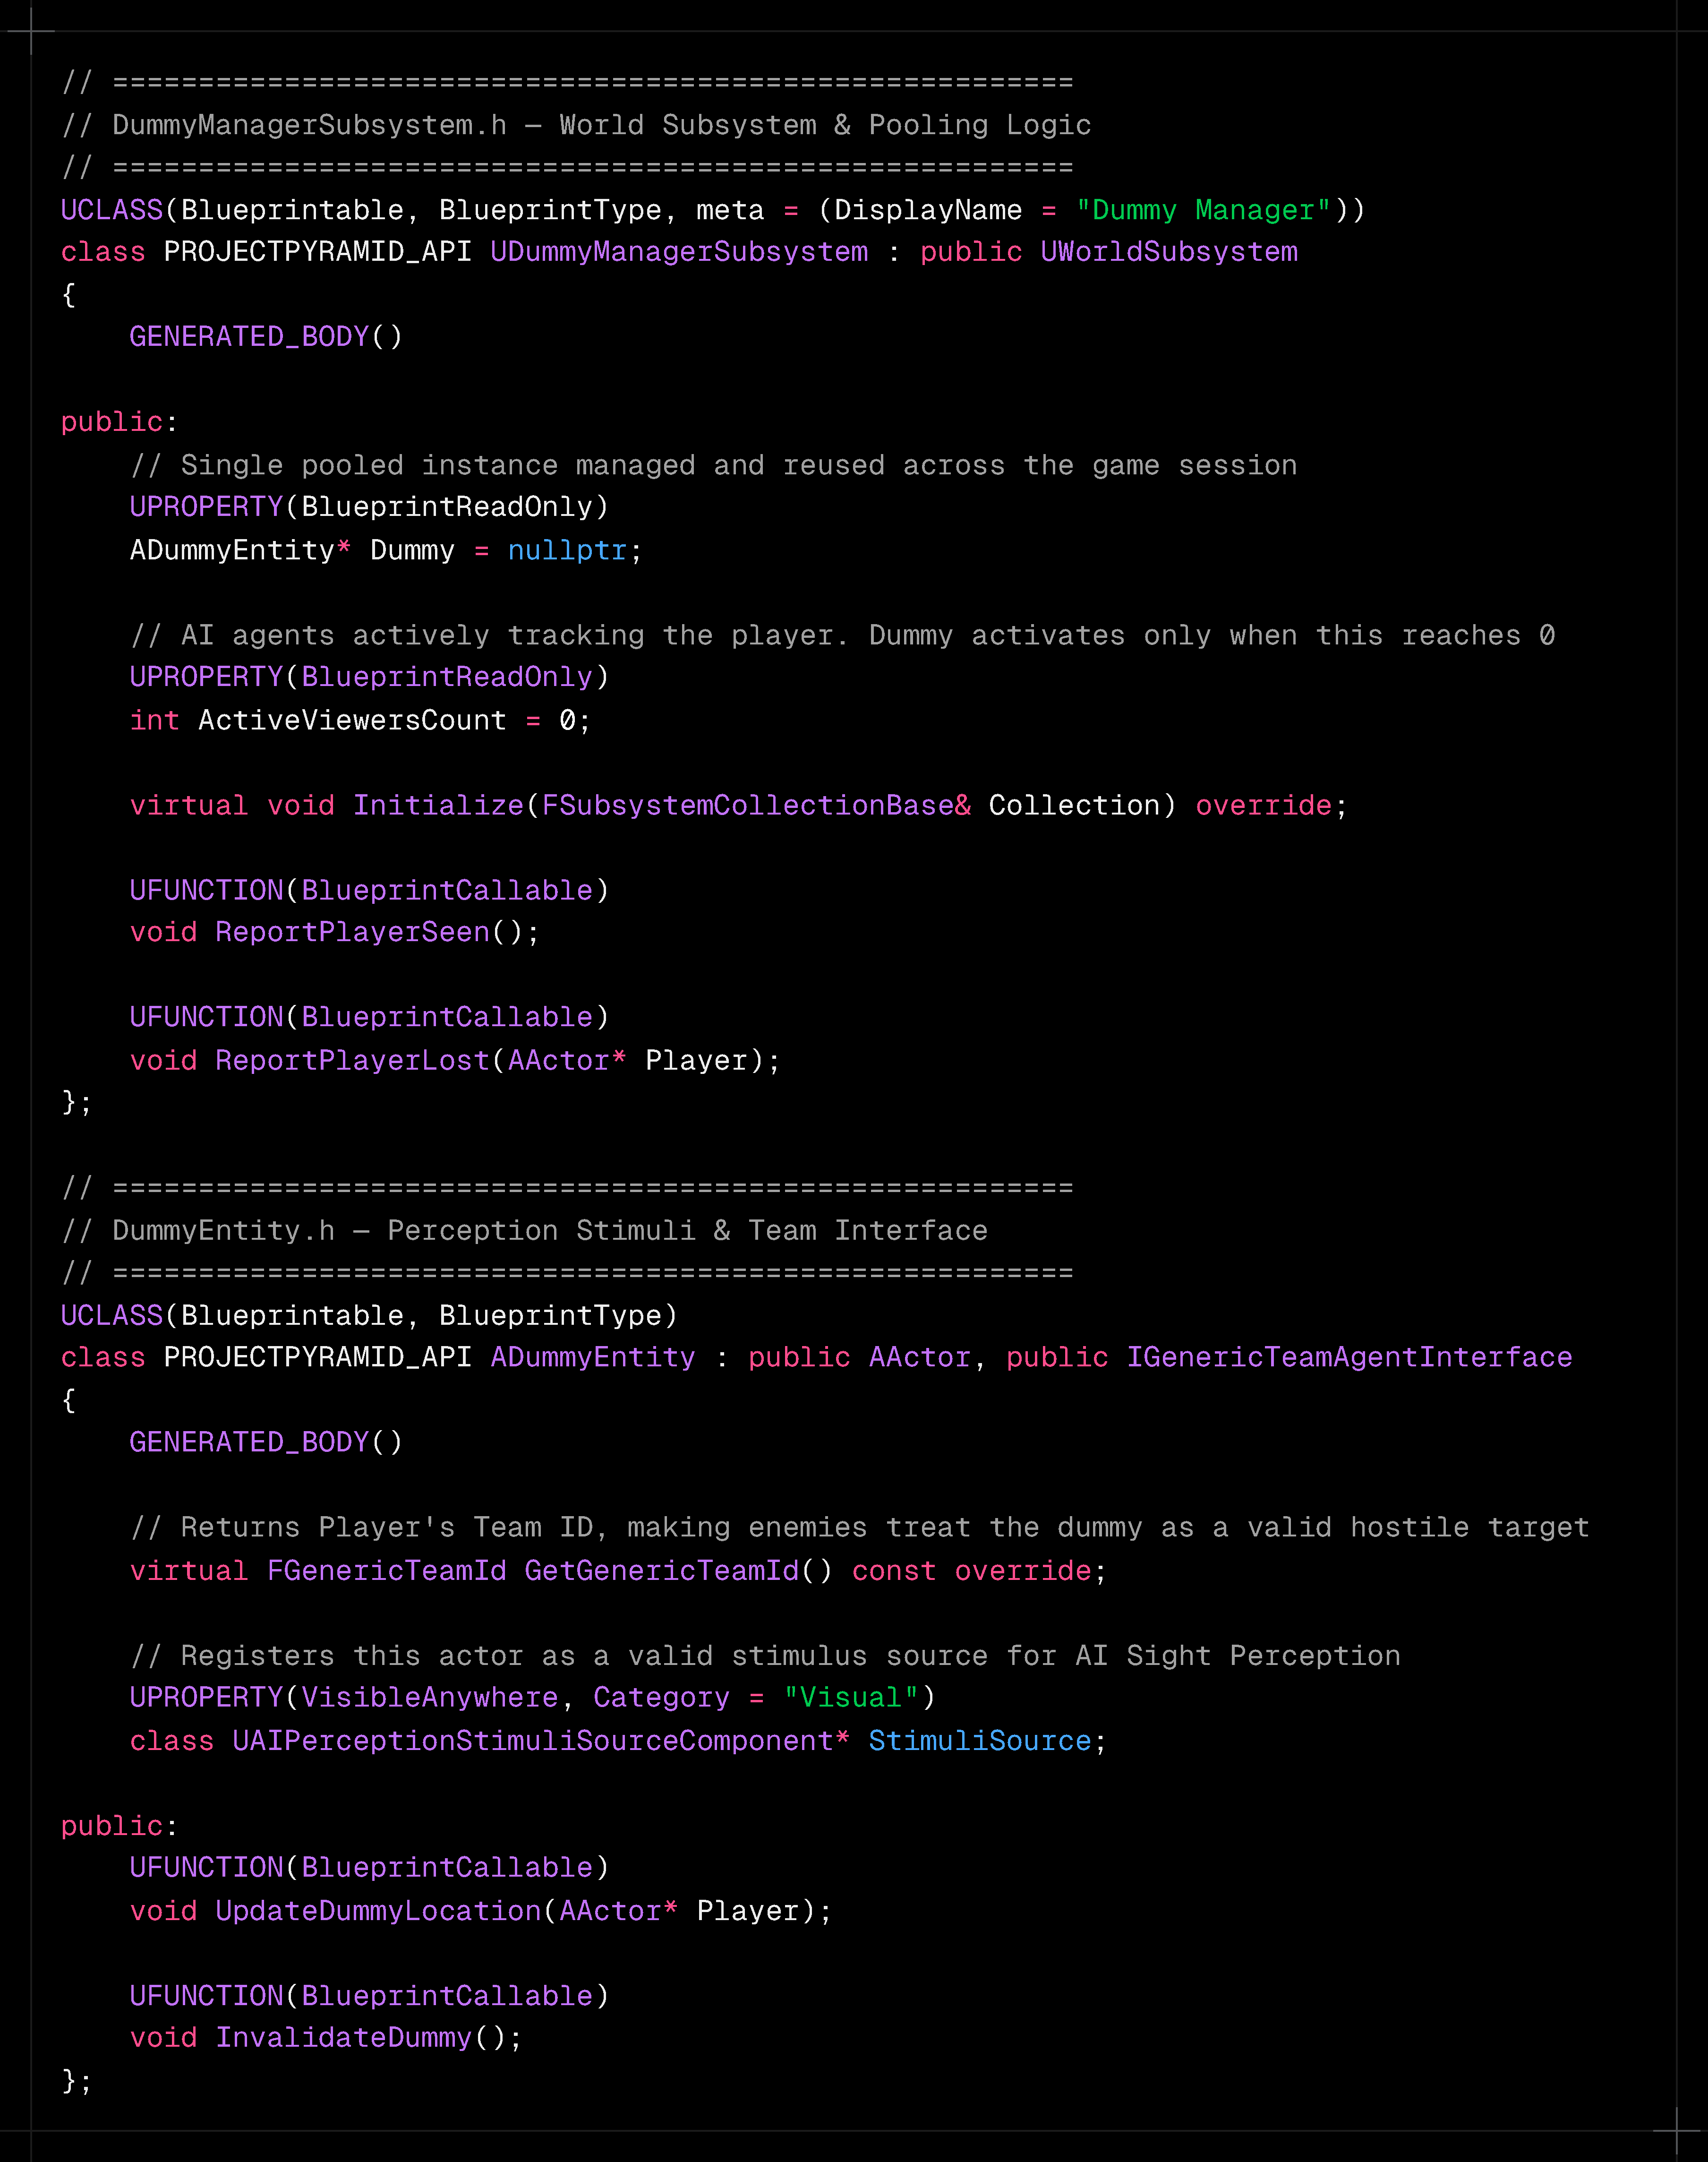 // ========================================================
// DummyManagerSubsystem.h — World Subsystem & Pooling Logic
// ========================================================
UCLASS(Blueprintable, BlueprintType, meta = (DisplayName = "Dummy Manager"))
class PROJECTPYRAMID_API UDummyManagerSubsystem : public UWorldSubsystem
{
    GENERATED_BODY()

public:
    // Single pooled instance managed and reused across the game session
    UPROPERTY(BlueprintReadOnly)
    ADummyEntity* Dummy = nullptr;

    // AI agents actively tracking the player. Dummy activates only when this reaches 0
    UPROPERTY(BlueprintReadOnly)
    int ActiveViewersCount = 0;

    virtual void Initialize(FSubsystemCollectionBase& Collection) override;

    UFUNCTION(BlueprintCallable)
    void ReportPlayerSeen();

    UFUNCTION(BlueprintCallable)
    void ReportPlayerLost(AActor* Player);
};

// ========================================================
// DummyEntity.h — Perception Stimuli & Team Interface
// ========================================================
UCLASS(Blueprintable, BlueprintType)
class PROJECTPYRAMID_API ADummyEntity : public AActor, public IGenericTeamAgentInterface
{
    GENERATED_BODY()

    // Returns Player's Team ID, making enemies treat the dummy as a valid hostile target
    virtual FGenericTeamId GetGenericTeamId() const override;

    // Registers this actor as a valid stimulus source for AI Sight Perception
    UPROPERTY(VisibleAnywhere, Category = "Visual")
    class UAIPerceptionStimuliSourceComponent* StimuliSource;

public:
    UFUNCTION(BlueprintCallable)
    void UpdateDummyLocation(AActor* Player);

    UFUNCTION(BlueprintCallable)
    void InvalidateDummy();
};